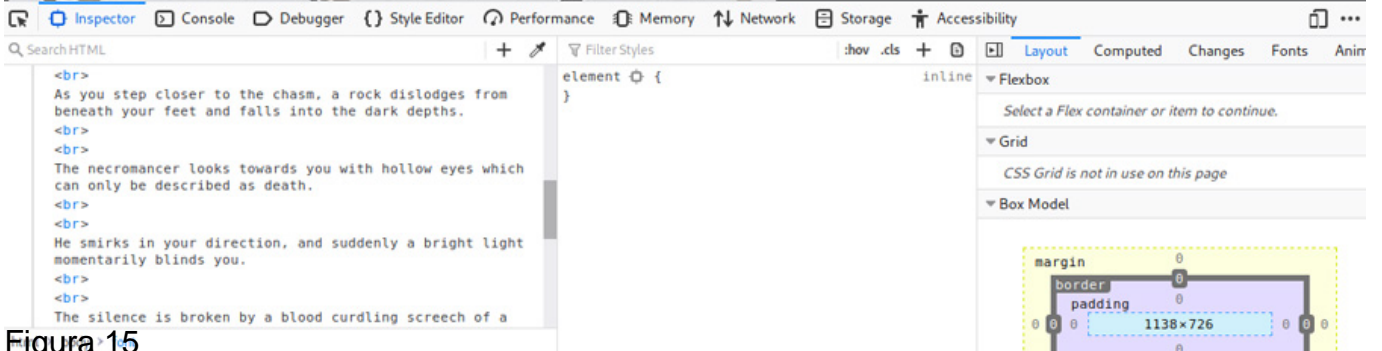 Inspector Console Debugger {} Style Editor Performance Memory Network Storage Accessibility
Search HTML
Filter Styles :hov .cls
Layout Computed Changes Fonts Anim
<br>
As you step closer to the chasm, a rock dislodges from
beneath your feet and falls into the dark depths.
<br>
<br>
The necromancer looks towards you with hollow eyes which
can only be described as death.
<br>
<br>
He smirks in your direction, and suddenly a bright light
momentarily blinds you.
<br>
<br>
The silence is broken by a blood curdling screech of a
element { inline
}
Flexbox
Select a Flex container or item to continue.
Grid
CSS Grid is not in use on this page
Box Model
margin 0
border 0
padding 0
0 0 0 1138×726 0 0 0
0
Figura 15